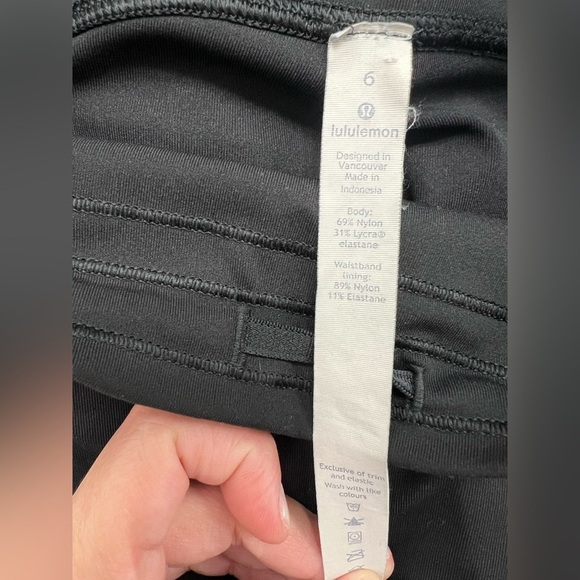 6
lululemon
Designed in
Vancouver
Made in
Indonesia
Body:
69% Nylon
31% Lycra®
elastane
Waistband
lining:
89% Nylon
11% Elastane
Exclusive of trim
and elastic
Wash with like
colours